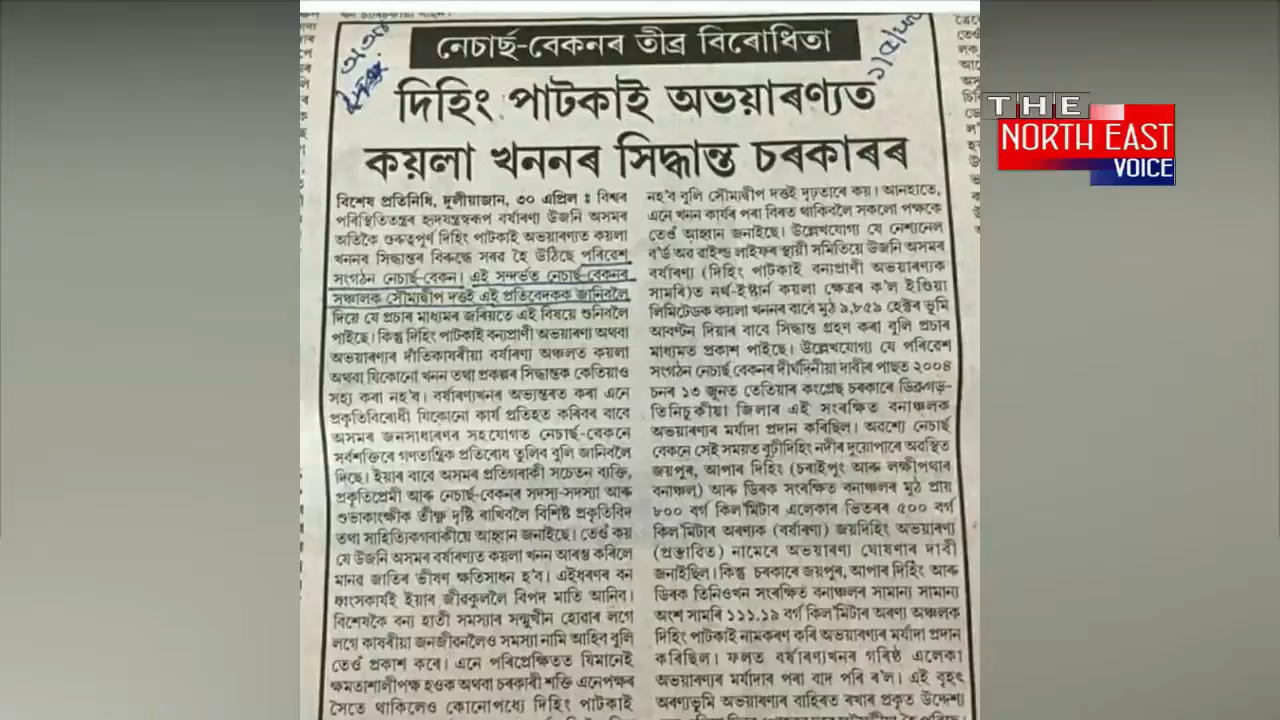 নেচাৰ্ছ-বেকনৰ তীব্ৰ বিৰোধিতা
দিহিং পাটকাই অভয়াৰণ্যত
কয়লা খননৰ সিদ্ধান্ত চৰকাৰৰ
বিশেষ প্ৰতিনিধি, দুলীয়াজান, ৩০ এপ্ৰিল ঃ বিশ্বৰ
পৰিস্থিতিতন্ত্ৰৰ হৃদযন্ত্ৰস্বৰূপ বৰ্ষাৰণ্য উজনি অসমৰ
অতিকৈ গুৰুত্বপূৰ্ণ দিহিং পাটকাই অভয়াৰণ্যত কয়লা
খননৰ সিদ্ধান্তৰ বিৰুদ্ধে সৰৱ হৈ উঠিছে পৰিৱেশ
সংগঠন নেচাৰ্ছ-বেকন। এই সন্দৰ্ভত নেচাৰ্ছ-বেকনৰ
সঞ্চালক সৌম্যদ্বীপ দত্তই এই প্ৰতিবেদকক জানিবলৈ
দিয়ে যে প্ৰচাৰ মাধ্যমৰ জৰিয়তে এই বিষয়ে শুনিবলৈ
পাইছে। কিন্তু দিহিং পাটকাই বন্যপ্ৰাণী অভয়াৰণ্য অথবা
অভয়াৰণ্যৰ দাঁতিকাষৰীয়া বৰ্ষাৰণ্য অঞ্চলত কয়লা
অথবা যিকোনো খনন তথা প্ৰকল্পৰ সিদ্ধান্তক কেতিয়াও
সহ্য কৰা নহ'ব। বৰ্ষাৰণ্যখনৰ অভ্যন্তৰত কৰা এনে
প্ৰকৃতিবিৰোধী যিকোনো কাৰ্য প্ৰতিহত কৰিবৰ বাবে
অসমৰ জনসাধাৰণৰ সহযোগত নেচাৰ্ছ-বেকনে
সৰ্বশক্তিৰে গণতান্ত্ৰিক প্ৰতিৰোধ তুলিব বুলি জানিবলৈ
দিছে। ইয়াৰ বাবে অসমৰ প্ৰতিগৰাকী সচেতন ব্যক্তি,
প্ৰকৃতিপ্ৰেমী আৰু নেচাৰ্ছ-বেকনৰ সদস্য-সদস্যা আৰু
শুভাকাংক্ষীক তীক্ষ্ণ দৃষ্টি ৰাখিবলৈ বিশিষ্ট প্ৰকৃতিবিদ
তথা সাহিত্যিকগৰাকীয়ে আহ্বান জনাইছে। তেওঁ কয়
যে উজনি অসমৰ বৰ্ষাৰণ্যত কয়লা খনন আৰম্ভ কৰিলে
মানৱ জাতিৰ ভীষণ ক্ষতিসাধন হ'ব। এইধৰণৰ বন
ধ্বংসকাৰ্যই ইয়াৰ জীৱকুললৈ বিপদ মাতি আনিব।
বিশেষকৈ বন্য হাতী সমস্যাৰ সন্মুখীন হোৱাৰ লগে
লগে কাষৰীয়া জনজীৱনলৈও সমস্যা নামি আহিব বুলি
তেওঁ প্ৰকাশ কৰে। এনে পৰিপ্ৰেক্ষিতত যিমানেই
ক্ষমতাশালীপক্ষ হওক অথবা চৰকাৰী শক্তি এনেপক্ষৰ
সৈতে থাকিলেও কোনোপধ্যে দিহিং পাটকাই
নহ'ব বুলি সৌম্যদ্বীপ দত্তই দৃঢ়তাৰে কয়। আনহাতে,
এনে খনন কাৰ্যৰ পৰা বিৰত থাকিবলৈ সকলো পক্ষকে
তেওঁ আহ্বান জনাইছে। উল্লেখযোগ্য যে নেশ্যনেল
ব'ৰ্ড অৱ ৱাইল্ড লাইফৰ স্থায়ী সমিতিয়ে উজনি অসমৰ
বৰ্ষাৰণ্য (দিহিং পাটকাই বন্যপ্ৰাণী অভয়াৰণ্যক
সামৰি)ত নৰ্থ-ইষ্টাৰ্ন কয়লা ক্ষেত্ৰৰ ক'ল ইণ্ডিয়া
লিমিটেডক কয়লা খননৰ বাবে মুঠ ৯,৮৫৯ হেক্টৰ ভূমি
আবণ্টন দিয়াৰ বাবে সিদ্ধান্ত গ্ৰহণ কৰা বুলি প্ৰচাৰ
মাধ্যমত প্ৰকাশ পাইছে। উল্লেখযোগ্য যে পৰিৱেশ
সংগঠন নেচাৰ্ছ বেকনৰ দীৰ্ঘদিনীয়া দাবীৰ পাছত ২০০৪
চনৰ ১৩ জুনত তেতিয়াৰ কংগ্ৰেছ চৰকাৰে ডিব্ৰুগড়-
তিনিচুকীয়া জিলাৰ এই সংৰক্ষিত বনাঞ্চলক
অভয়াৰণ্যৰ মৰ্যাদা প্ৰদান কৰিছিল। অৱশ্যে নেচাৰ্ছ
বেকনে সেই সময়ত বুঢ়ীদিহিং নদীৰ দুয়োপাৰে অৱস্থিত
জয়পুৰ, আপাৰ দিহিং (চৰাইপুং আৰু লক্ষীপথাৰ
বনাঞ্চল) আৰু ডিৰক সংৰক্ষিত বনাঞ্চলৰ মুঠ প্ৰায়
৮০০ বৰ্গ কিল'মিটাৰ এলেকাৰ ভিতৰৰ ৫০০ বৰ্গ
কিল'মিটাৰ অৰণ্যক (বৰ্ষাৰণ্য) জয়দিহিং অভয়াৰণ্য
(প্ৰস্তাবিত) নামেৰে অভয়াৰণ্য ঘোষণাৰ দাবী
জনাইছিল। কিন্তু চৰকাৰে জয়পুৰ, আপাৰ দিহিং আৰু
ডিৰক তিনিওখন সংৰক্ষিত বনাঞ্চলৰ সামান্য সামান্য
অংশ সামৰি ১১১.১৯ বৰ্গ কিল'মিটাৰ অৰণ্য অঞ্চলক
দিহিং পাটকাই নামকৰণ কৰি অভয়াৰণ্যৰ মৰ্যাদা প্ৰদান
কৰিছিল। ফলত বৰ্ষাৰণ্যখনৰ গৰিষ্ঠ এলেকা
অভয়াৰণ্যৰ মৰ্যাদাৰ পৰা বাদ পৰি ৰ'ল। এই বৃহৎ
অৰণ্যভূমি অভয়াৰণ্যৰ বাহিৰত ৰখাৰ প্ৰকৃত উদ্দেশ্য
THE
NORTH EAST
VOICE